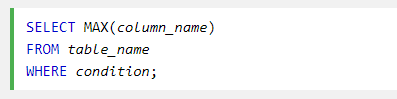 SELECT MAX(column_name)
FROM table_name
WHERE condition;